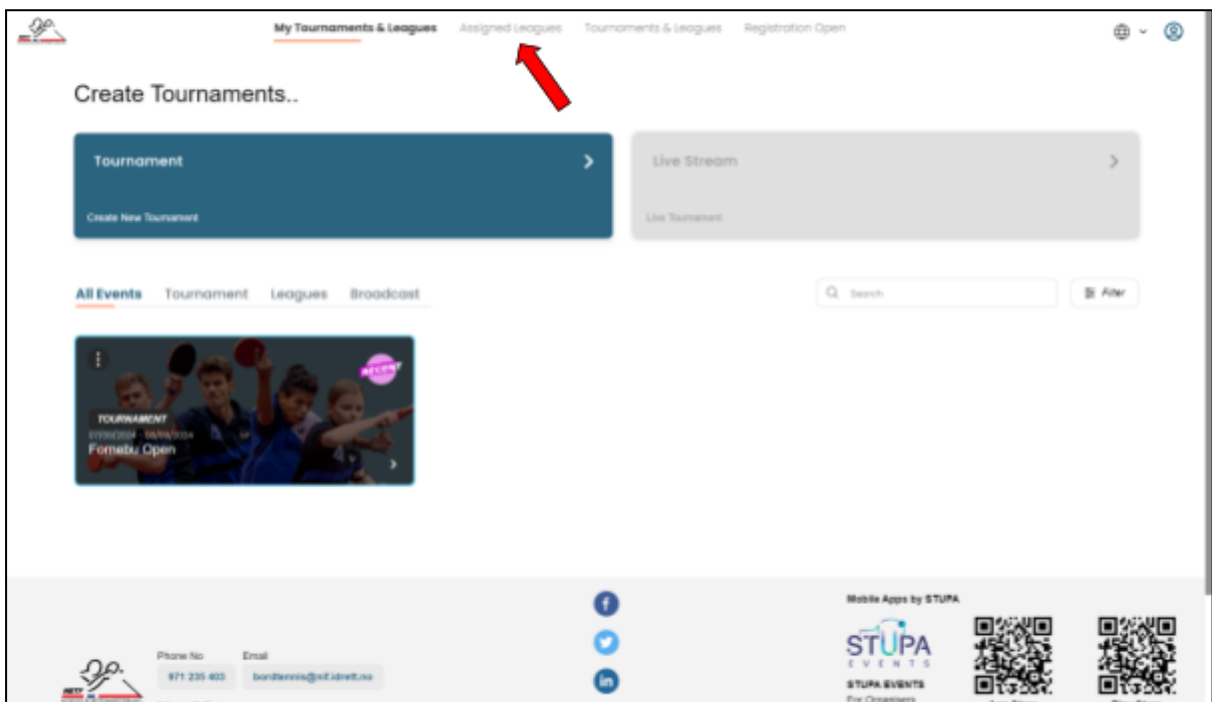 My Tournaments & Leagues Assigned Leagues Tournaments & Leagues Registration Open
Create Tournaments..
Tournament
Create New Tournament
Live Stream
Live Tournament
All Events Tournament Leagues Broadcast
Search
Filter
RECENT
TOURNAMENT
Fornebu Open
Mobile Apps by STUPA
STUPA
EVENTS
STUPA EVENTS
For Organisers
Phone No Email
971 235 403 bordtennis@nif.idrett.no
NBTF